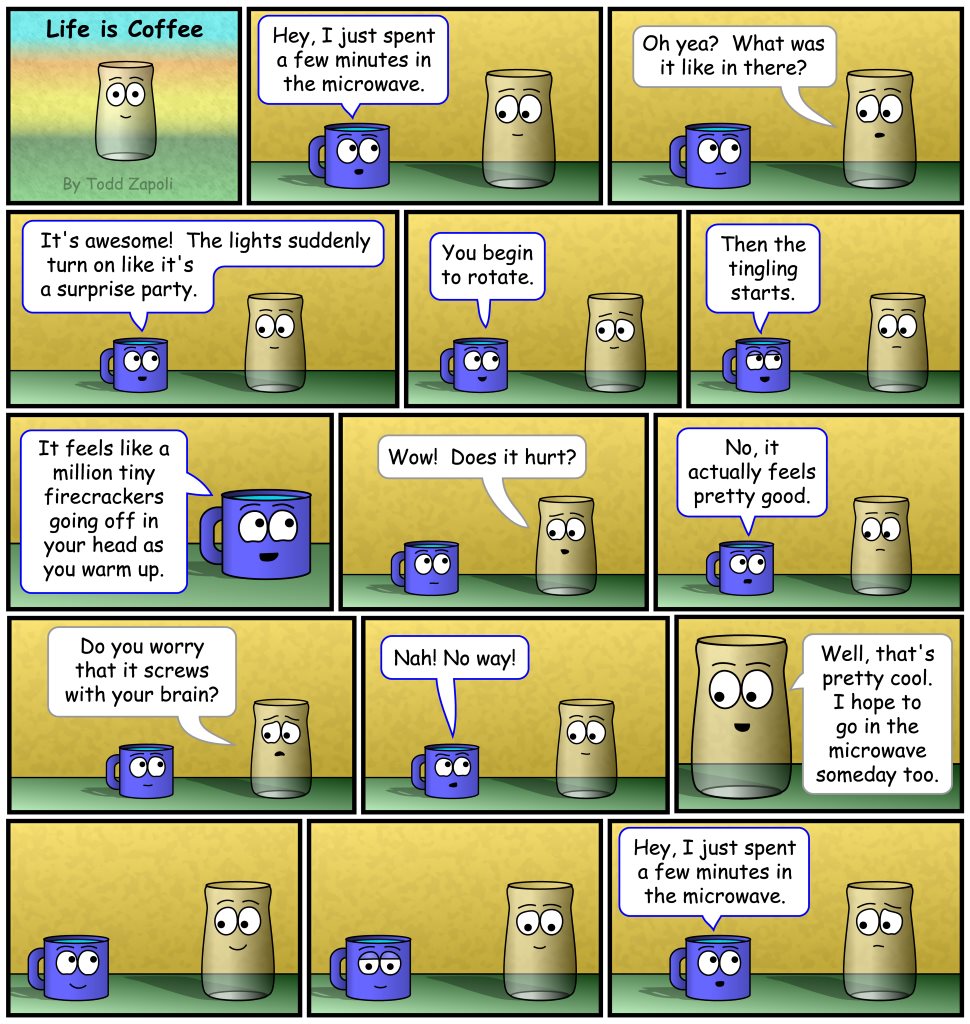 Life is Coffee
By Todd Zapoli
Hey, I just spent
a few minutes in
the microwave.
Oh yea?  What was
it like in there?
It's awesome!  The lights suddenly
turn on like it's
a surprise party.
You begin
to rotate.
Then the
tingling
starts.
It feels like a
million tiny
firecrackers
going off in
your head as
you warm up.
Wow!  Does it hurt?
No, it
actually feels
pretty good.
Do you worry
that it screws
with your brain?
Nah! No way!
Well, that's
pretty cool.
I hope to
go in the
microwave
someday too.
Hey, I just spent
a few minutes in
the microwave.